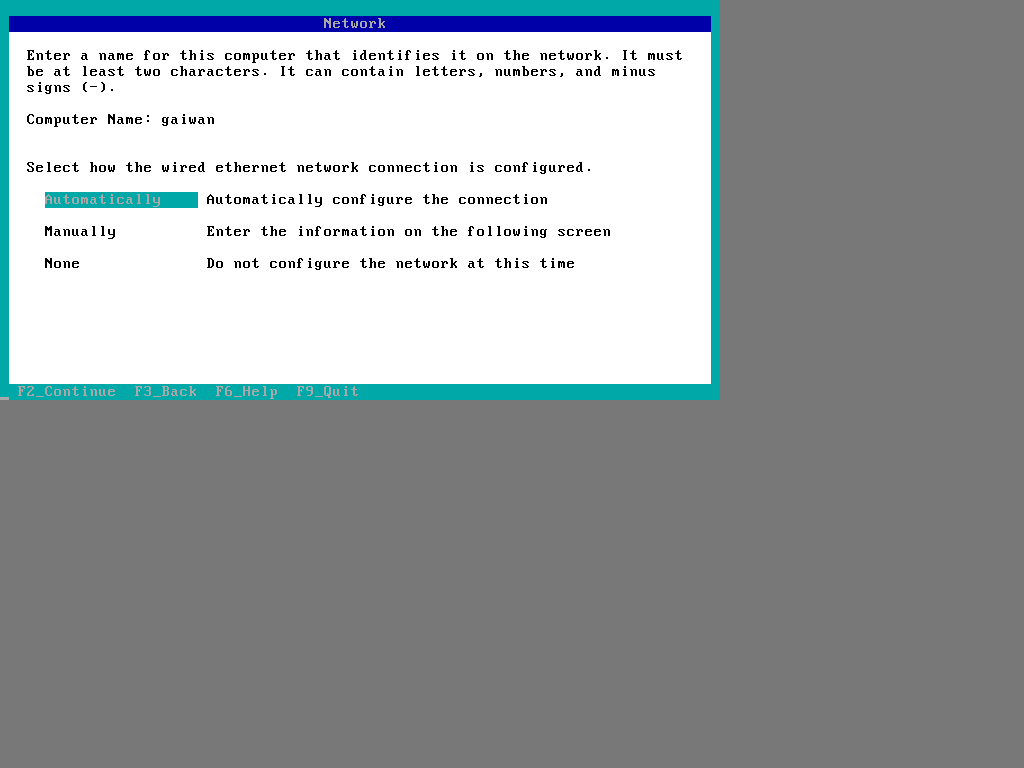 Network
Enter a name for this computer that identifies it on the network. It must
be at least two characters. It can contain letters, numbers, and minus
signs (-).
Computer Name: gaiwan
Select how the wired ethernet network connection is configured.
Automatically Automatically configure the connection
Manually Enter the information on the following screen
None Do not configure the network at this time
F2_Continue F3_Back F6_Help F9_Quit